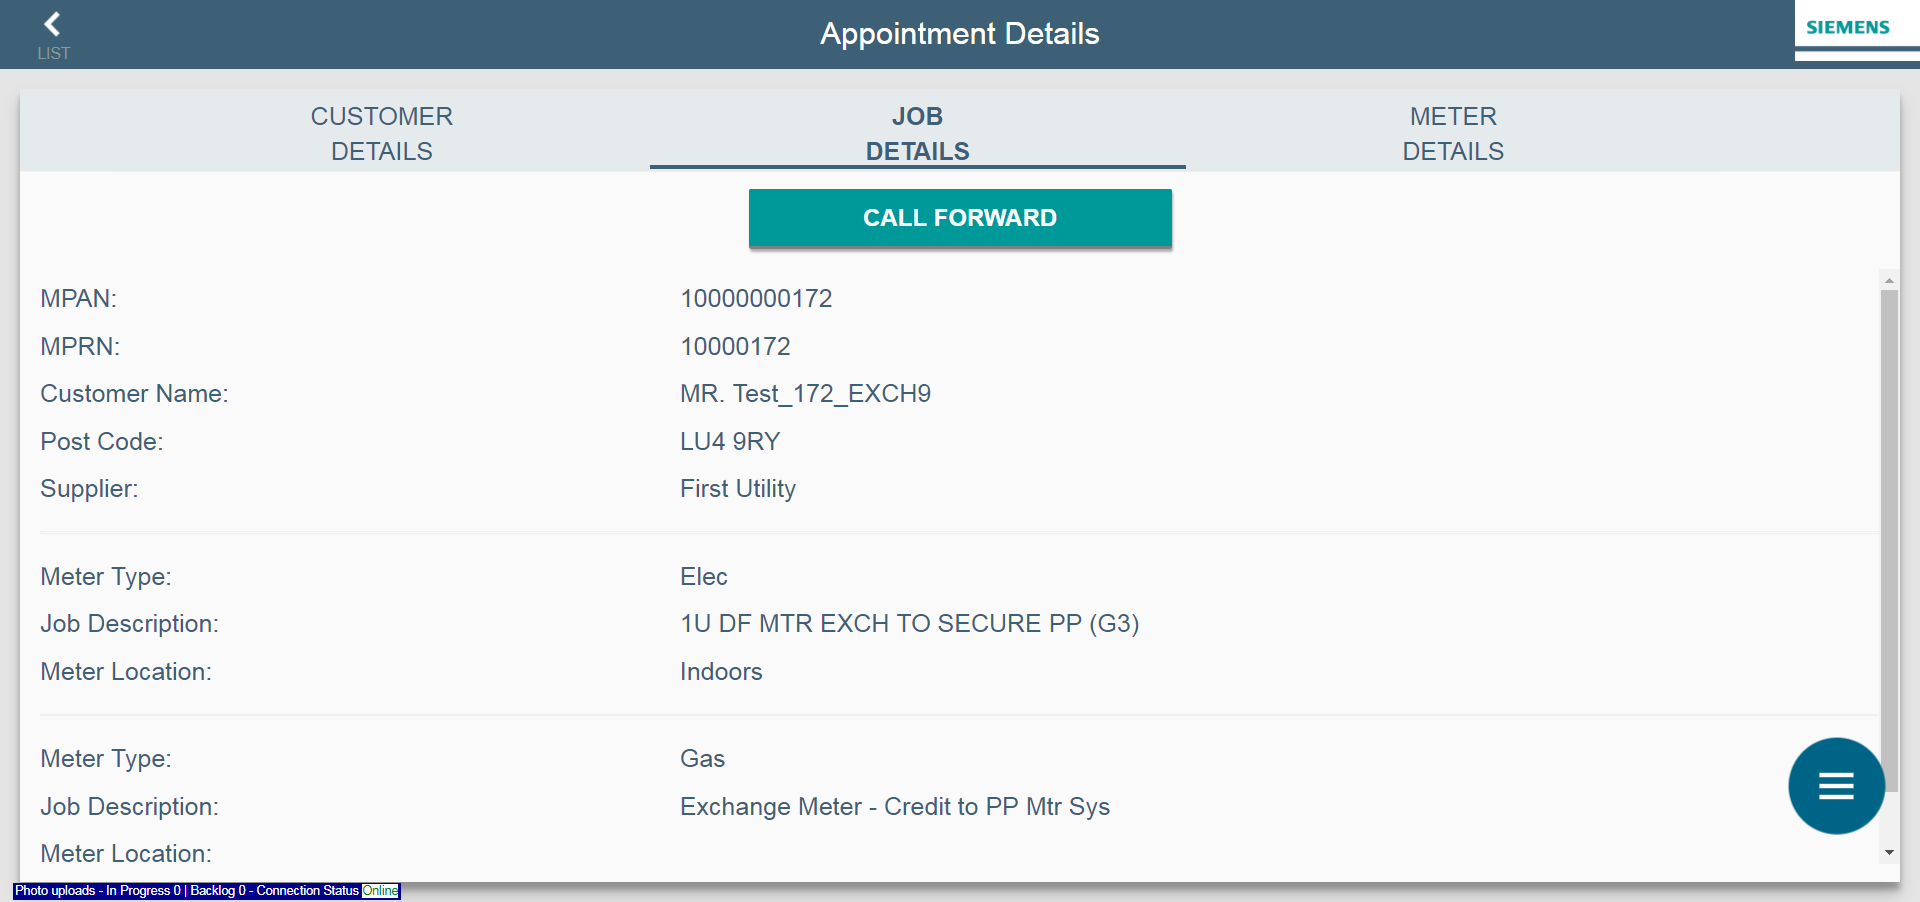 LIST
Appointment Details
SIEMENS
CUSTOMER
DETAILS
JOB
DETAILS
METER
DETAILS
CALL FORWARD
MPAN: 10000000172
MPRN: 10000172
Customer Name: MR. Test_172_EXCH9
Post Code: LU4 9RY
Supplier: First Utility
Meter Type: Elec
Job Description: 1U DF MTR EXCH TO SECURE PP (G3)
Meter Location: Indoors
Meter Type: Gas
Job Description: Exchange Meter - Credit to PP Mtr Sys
Meter Location:
Photo uploads - In Progress 0 | Backlog 0 - Connection Status Online